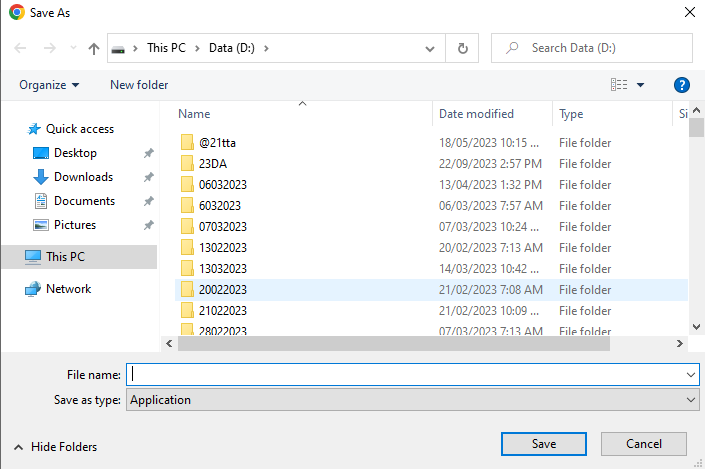 Save As
This PC > Data (D:) >
Search Data (D:)
Organize
New folder
?
Name
Date modified
Type
Si
Quick access
Desktop
Downloads
Documents
Pictures
This PC
Network
@21tta 18/05/2023 10:15 ... File folder
23DA 22/09/2023 2:57 PM File folder
06032023 13/04/2023 1:32 PM File folder
6032023 06/03/2023 7:57 AM File folder
07032023 07/03/2023 10:24 ... File folder
13022023 20/02/2023 7:13 AM File folder
13032023 14/03/2023 10:42 ... File folder
20022023 21/02/2023 7:08 AM File folder
21022023 21/02/2023 10:09 ... File folder
28022023 07/03/2023 7:13 AM File folder
File name:
Save as type: Application
Hide Folders
Save
Cancel